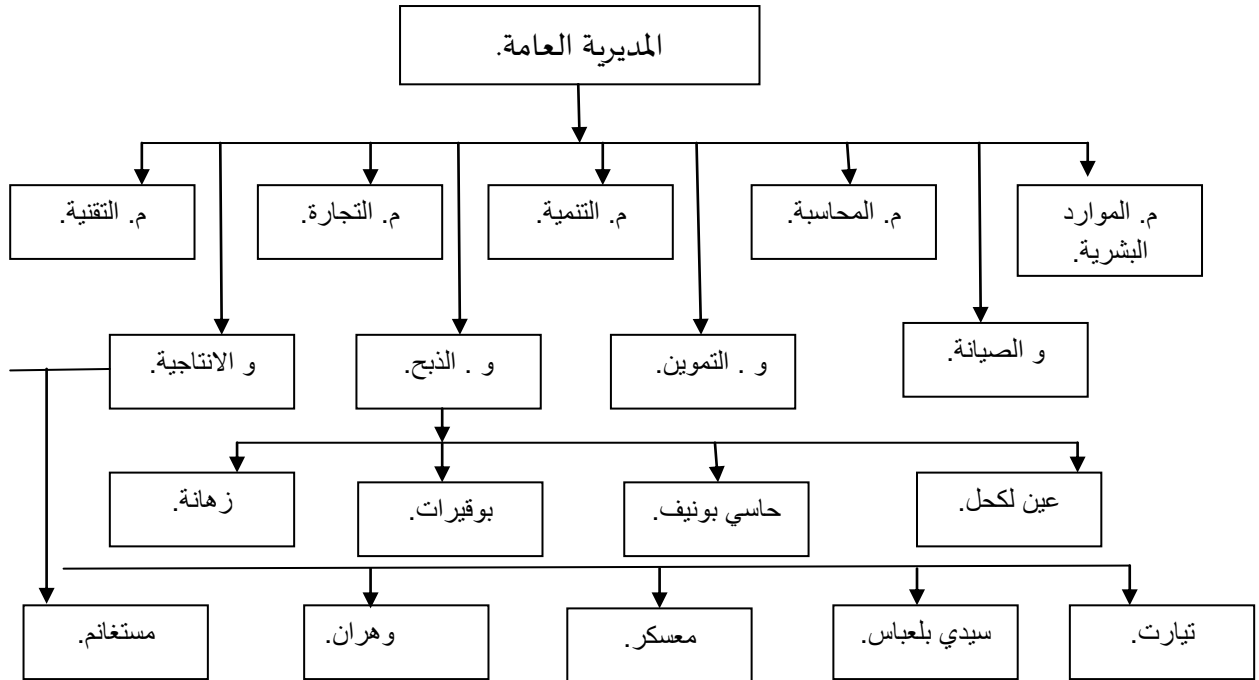 المديرية العامة.
م. الموارد
البشرية.
م. المحاسبة.
م. التنمية.
م. التجارة.
م. التقنية.
و الصيانة.
و . التموين.
و . الذبح.
و الانتاجية.
عين لكحل.
حاسي بونيف.
بوقيرات.
زهانة.
تيارت.
سيدي بلعباس.
معسكر.
وهران.
مستغانم.